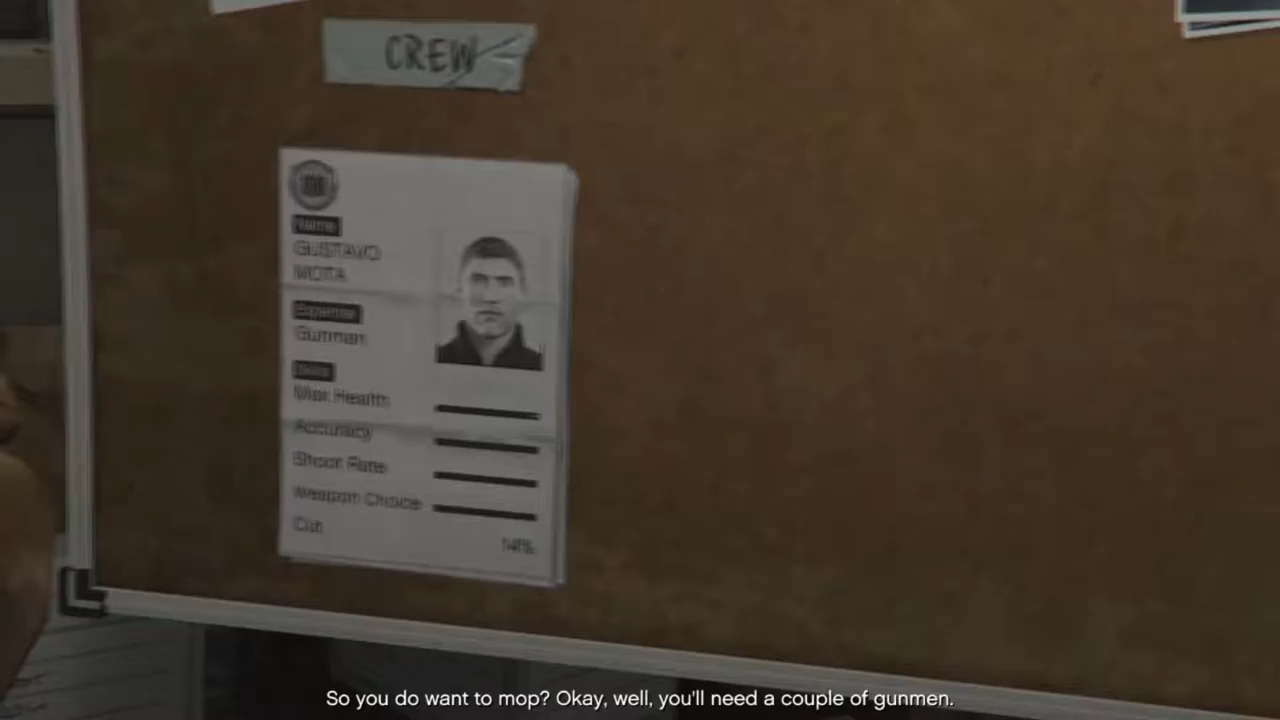 CREW
Name
GUSTAVO
MOTA
Expertise
Gunman
Skills
Max Health
Accuracy
Shoot Rate
Weapon Choice
Cut
14%
So you do want to mop? Okay, well, you'll need a couple of gunmen.